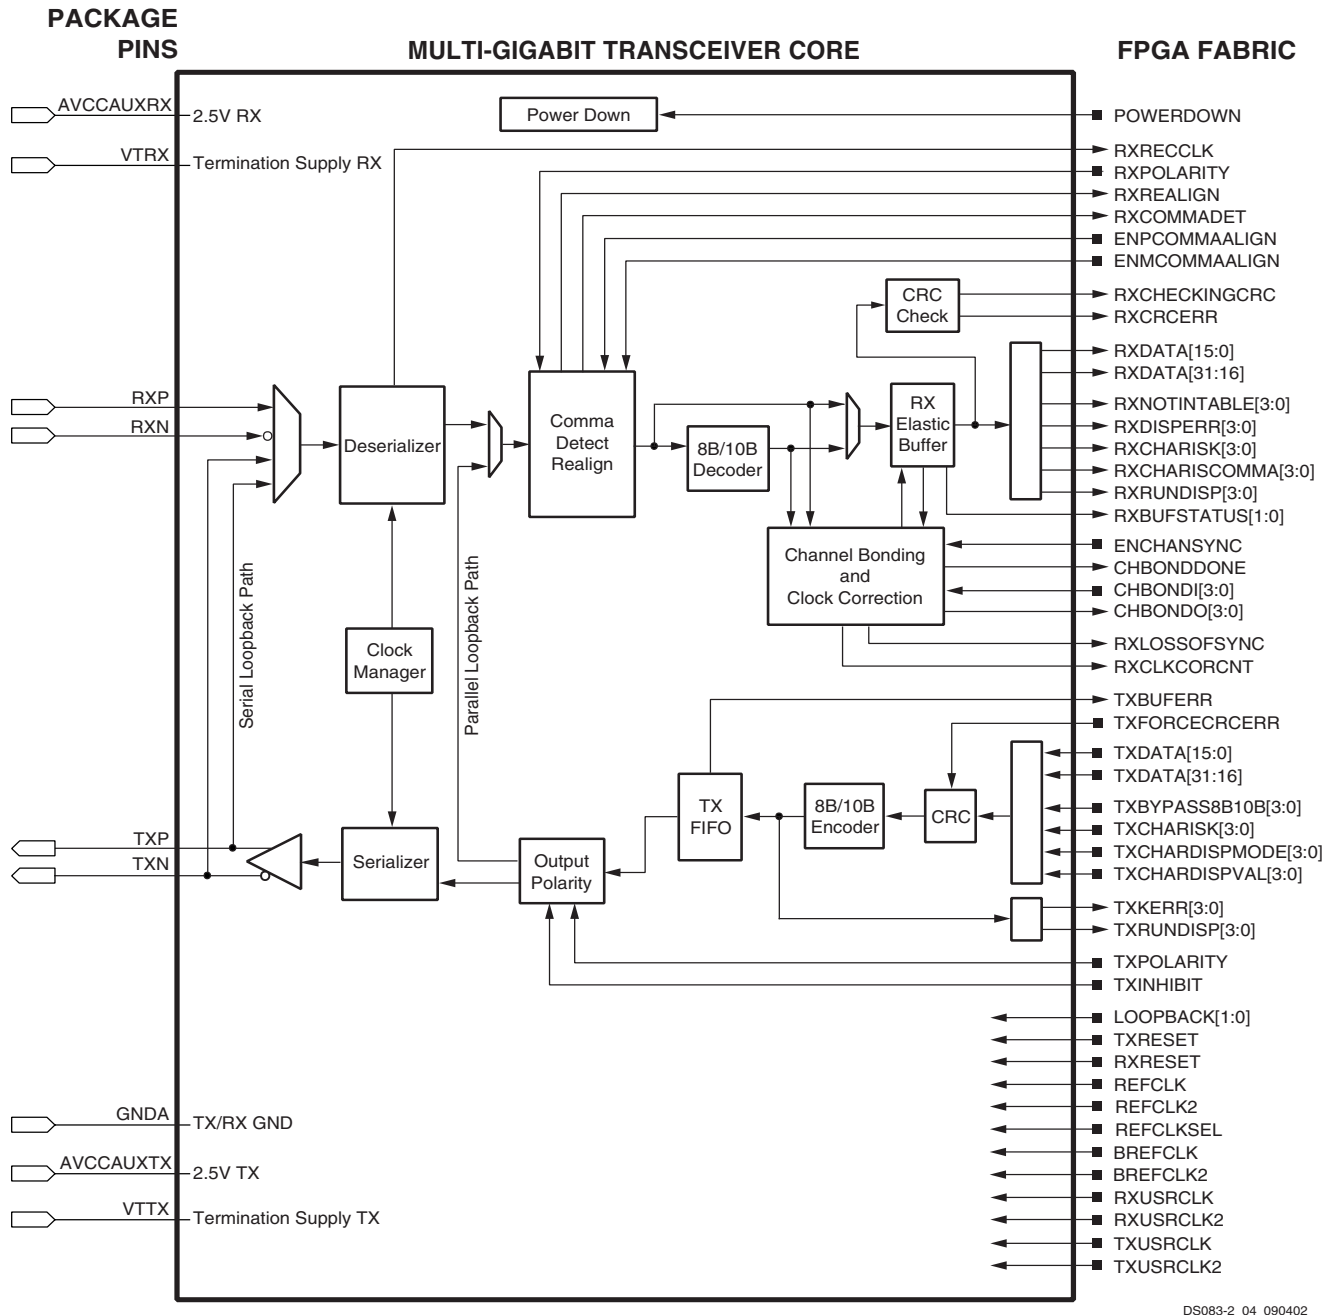 PACKAGE
PINS
MULTI-GIGABIT TRANSCEIVER CORE
FPGA FABRIC
AVCCAUXRX
2.5V RX
Power Down
POWERDOWN
VTRX
Termination Supply RX
RXRECCLK
RXPOLARITY
RXREALIGN
RXCOMMADET
ENPCOMMAALIGN
ENMCOMMAALIGN
CRC
Check
RXCHECKINGCRC
RXCRCERR
RXDATA[15:0]
RXDATA[31:16]
RXP
RXN
Deserializer
Comma
Detect
Realign
8B/10B
Decoder
RX
Elastic
Buffer
RXNOTINTABLE[3:0]
RXDISPERR[3:0]
RXCHARISK[3:0]
RXCHARISCOMMA[3:0]
RXRUNDISP[3:0]
RXBUFSTATUS[1:0]
Channel Bonding
and
Clock Correction
ENCHANSYNC
CHBONDDONE
CHBONDI[3:0]
CHBONDO[3:0]
RXLOSSOFSYNC
RXCLKCORCNT
Serial Loopback Path
Clock
Manager
Parallel Loopback Path
TXBUFERR
TXFORCECRCERR
TXDATA[15:0]
TXDATA[31:16]
TX
FIFO
8B/10B
Encoder
CRC
TXBYPASS8B10B[3:0]
TXCHARISK[3:0]
TXCHARDISPMODE[3:0]
TXCHARDISPVAL[3:0]
TXP
TXN
Serializer
Output
Polarity
TXKERR[3:0]
TXRUNDISP[3:0]
TXPOLARITY
TXINHIBIT
LOOPBACK[1:0]
TXRESET
RXRESET
REFCLK
REFCLK2
REFCLKSEL
BREFCLK
BREFCLK2
RXUSRCLK
RXUSRCLK2
TXUSRCLK
TXUSRCLK2
GNDA
TX/RX GND
AVCCAUXTX
2.5V TX
VTTX
Termination Supply TX
DS083-2_04_090402